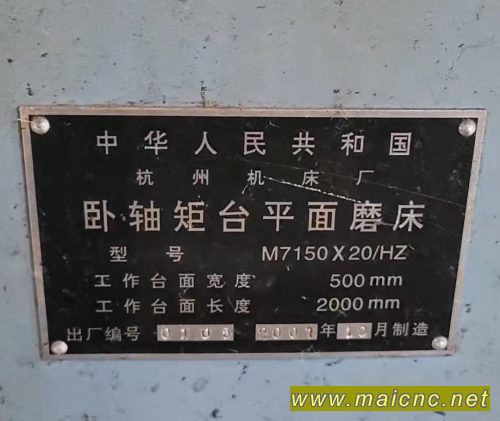 中华人民共和国
杭州机床厂
卧轴矩台平面磨床
型号 M7150X20/HZ
工作台面宽度 500mm
工作台面长度 2000mm
出厂编号 年 月制造
www.maicnc.net